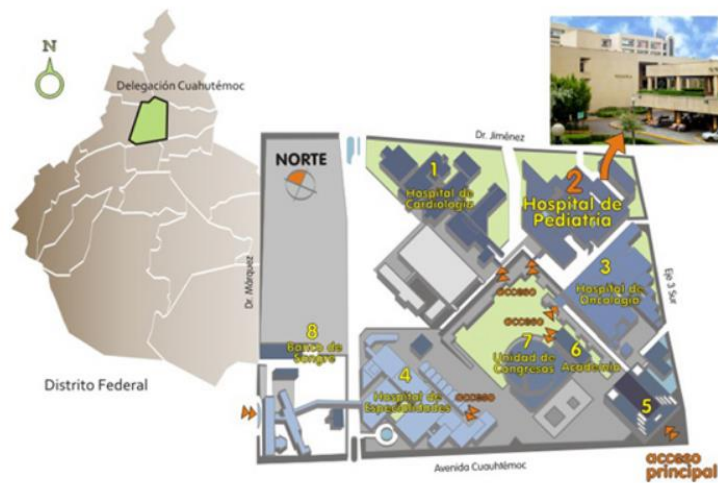 N
Delegación Cuahutémoc
Distrito Federal
NORTE
Dr. Jiménez
Dr. Márquez
Eje 3 Sur
Avenida Cuauhtémoc
1
Hospital de
Cardiología
2
Hospital de
Pediatría
3
Hospital de
Oncología
acceso
acceso
7
Unidad de
Congresos
6
Academia
8
Banco de
Sangre
4
Hospital de
Especialidades
acceso
5
acceso
principal